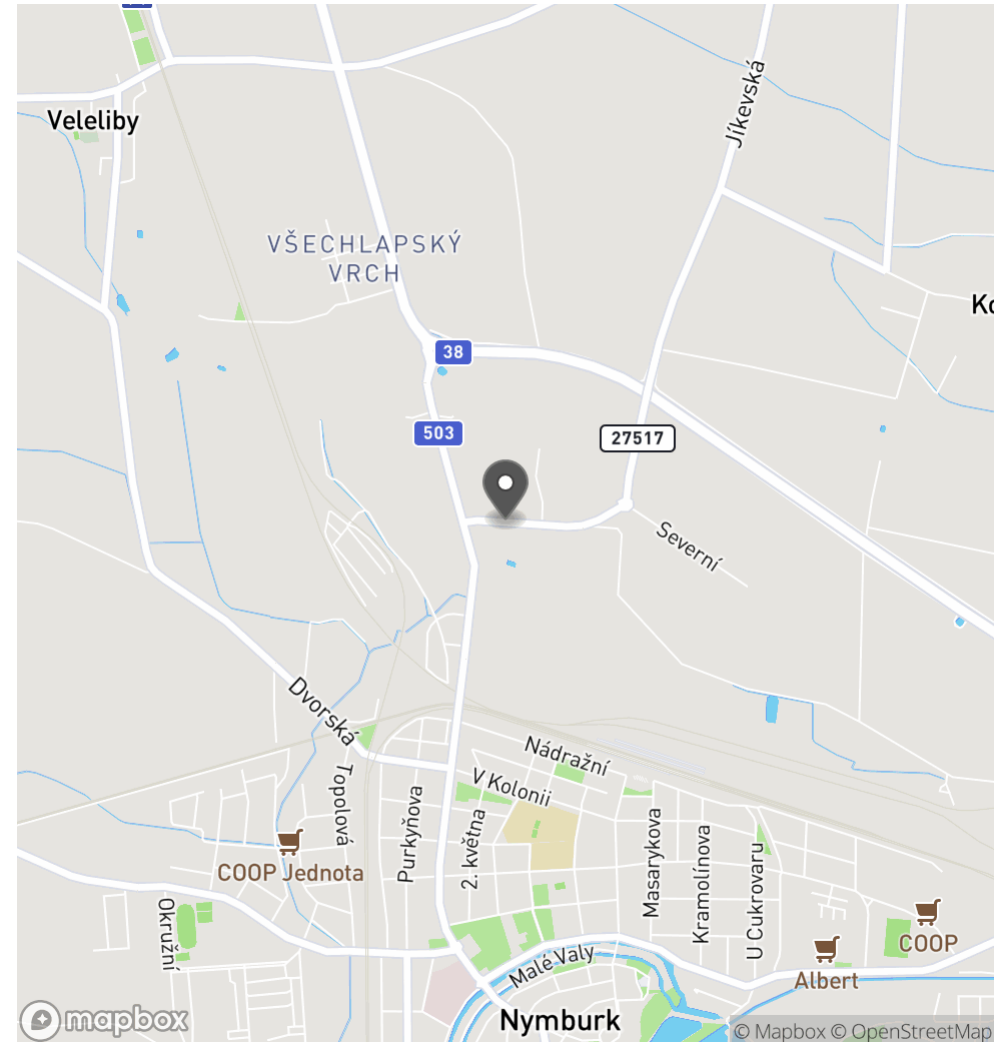 Veleliby
Jíkevská
VŠECHLAPSKÝ
VRCH
38
503
27517
Severní
Dvorská
Topolová
Nádražní
V Kolonii
Purkyňova
2. května
Masarykova
Kramolínova
U Cukrovaru
COOP Jednota
Okružní
COOP
Albert
Malé Valy
Nymburk
mapbox
© Mapbox © OpenStreetMap